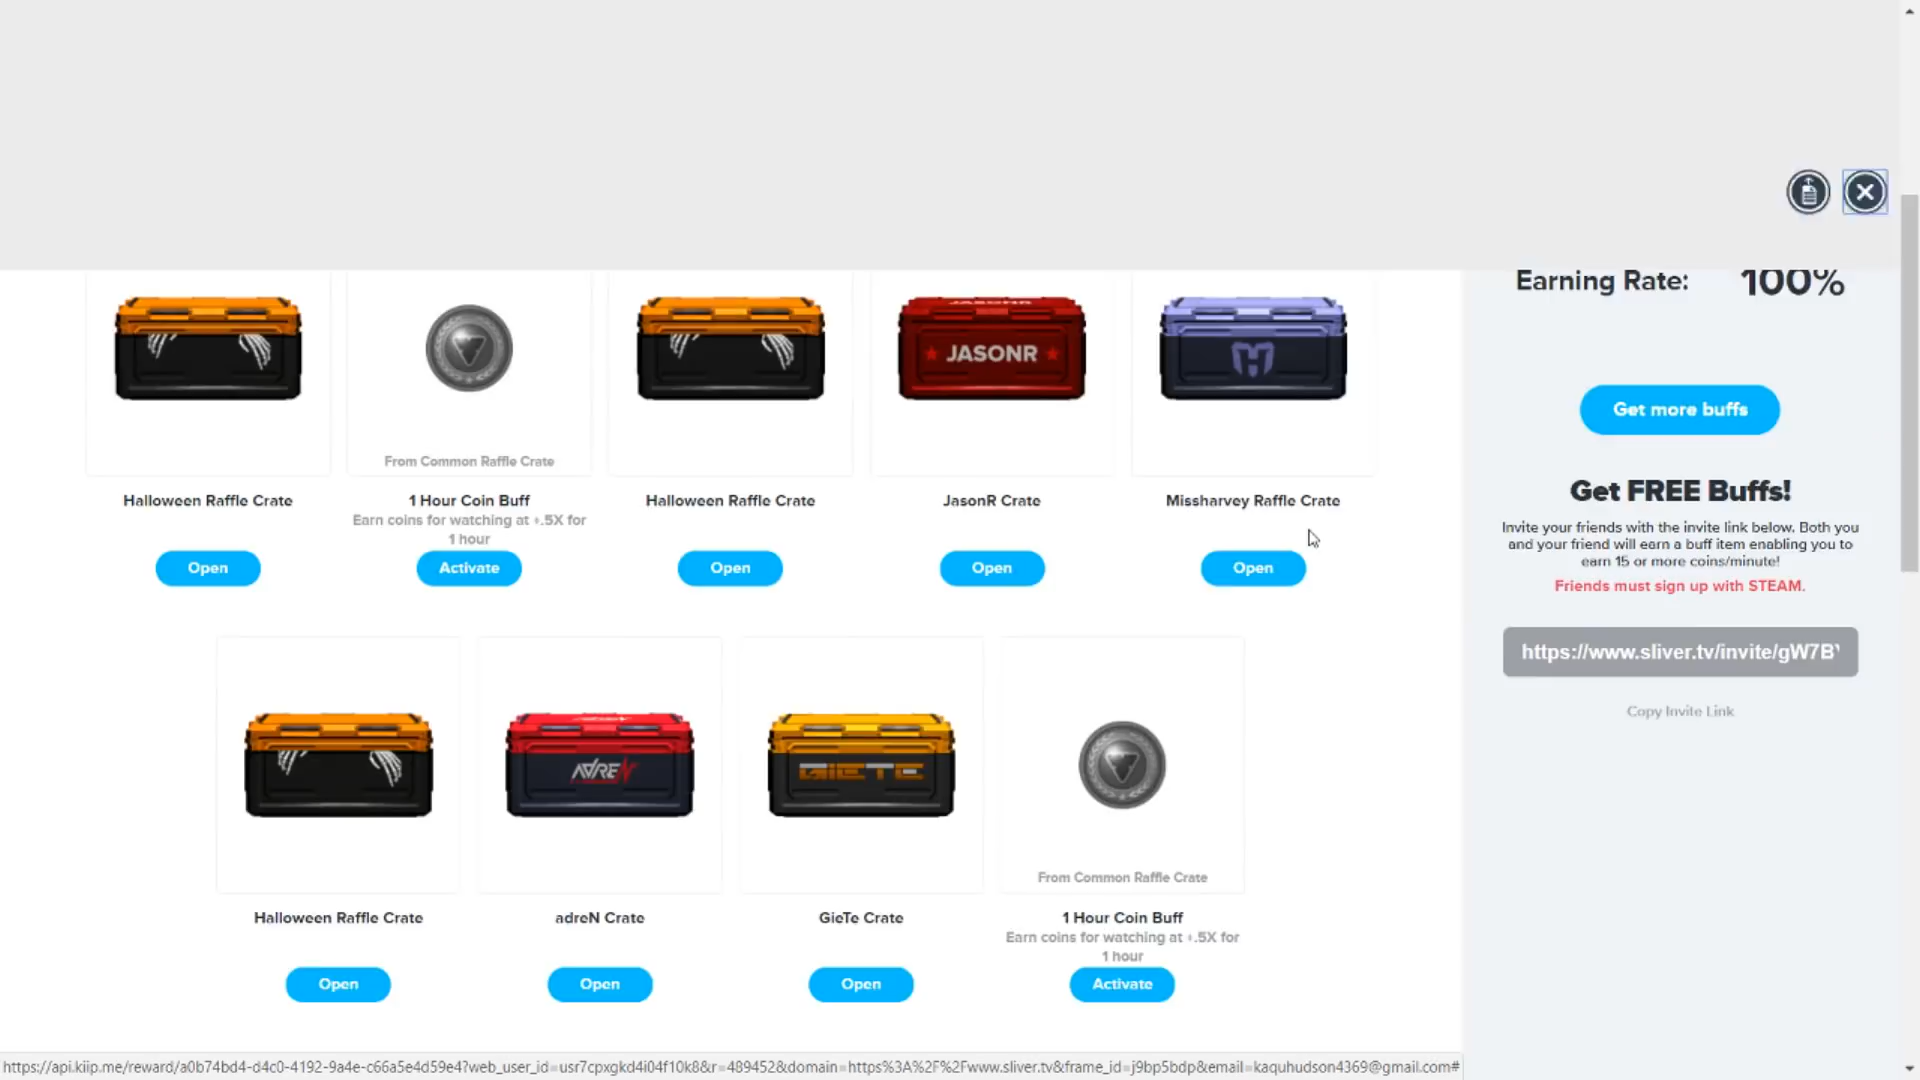 Earning Rate: 100%
JASONR
From Common Raffle Crate
Halloween Raffle Crate
1 Hour Coin Buff
Earn coins for watching at +.5X for
1 hour
Halloween Raffle Crate
JasonR Crate
Missharvey Raffle Crate
Open
Activate
Open
Open
Open
Get more buffs
Get FREE Buffs!
Invite your friends with the invite link below. Both you
and your friend will earn a buff item enabling you to
earn 15 or more coins/minute!
Friends must sign up with STEAM.
https://www.sliver.tv/invite/gW7B
Copy Invite Link
ADREN
GIETE
From Common Raffle Crate
Halloween Raffle Crate
adreN Crate
GieTe Crate
1 Hour Coin Buff
Earn coins for watching at +.5X for
1 hour
Open
Open
Open
Activate
https://api.kiip.me/reward/a0b74bd4-d4c0-4192-9a4e-c66a5e4d59e4?web_user_id=usr7cpxgkd4i04f10k8&r=489452&domain=https%3A%2F%2Fwww.sliver.tv&frame_id=j9bp5bdp&email=kaquhudson4369@gmail.com#